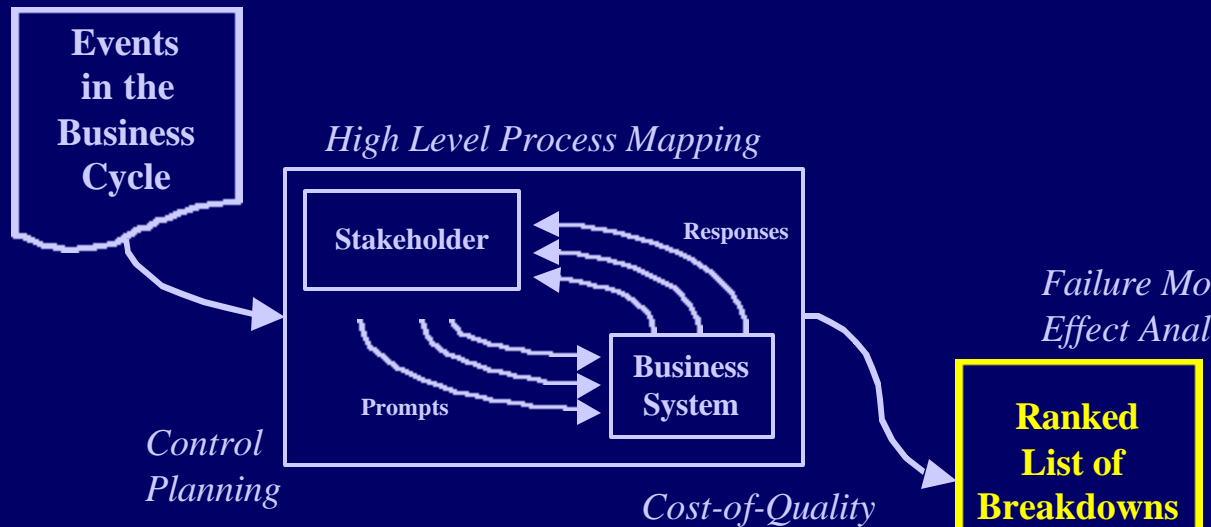 Events
in the
Business
Cycle
High Level Process Mapping
Stakeholder
Responses
Prompts
Business
System
Control
Planning
Cost-of-Quality
Failure Mo
Effect Anal
Ranked
List of
Breakdowns